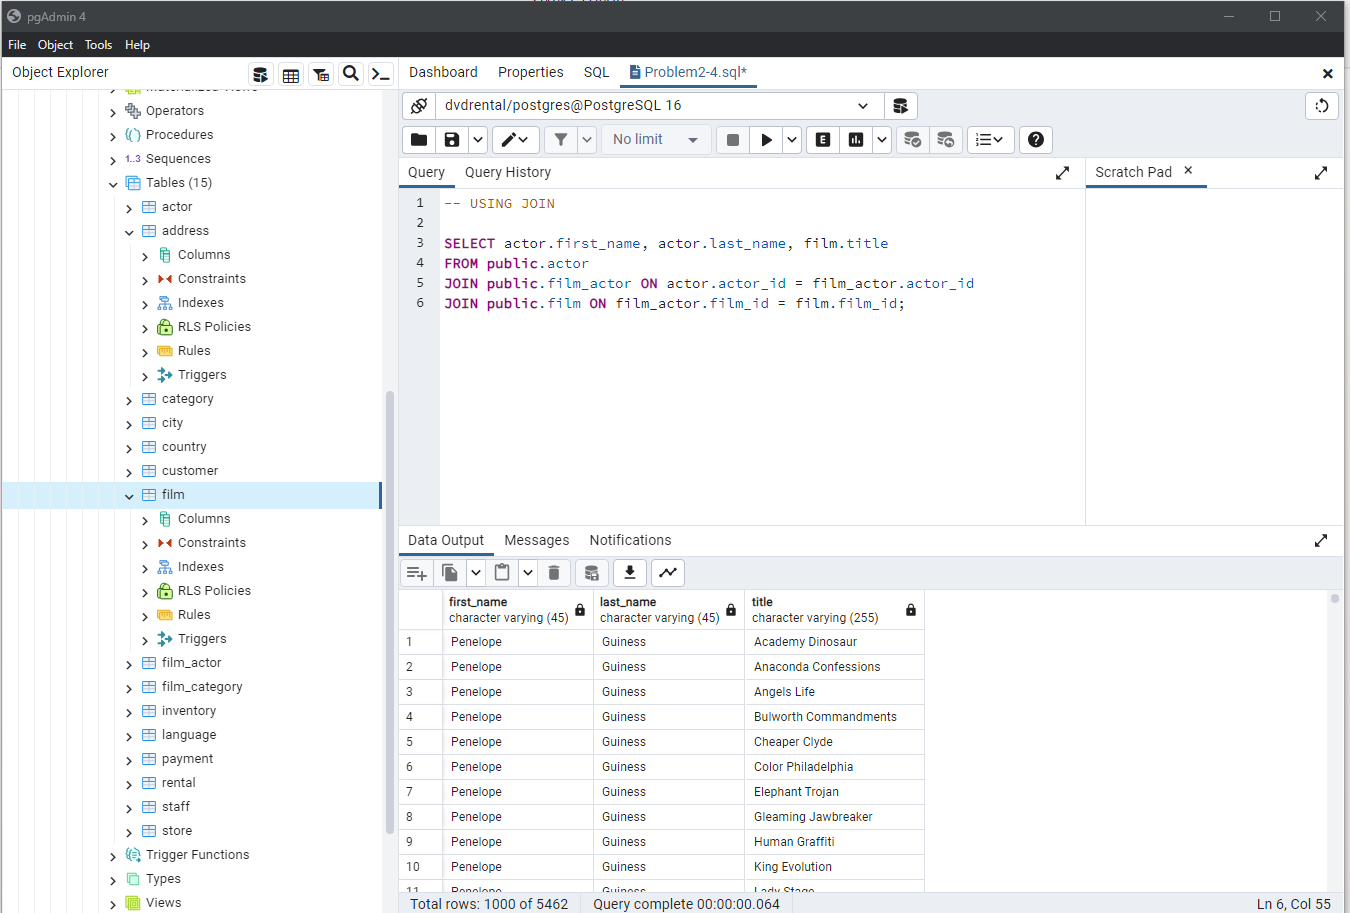 pgAdmin 4
File Object Tools Help
Object Explorer
Dashboard Properties SQL Problem2-4.sql*
dvdrental/postgres@PostgreSQL 16
No limit
E
Query Query History
Scratch Pad
1 -- USING JOIN
2
3 SELECT actor.first_name, actor.last_name, film.title
4 FROM public.actor
5 JOIN public.film_actor ON actor.actor_id = film_actor.actor_id
6 JOIN public.film ON film_actor.film_id = film.film_id;
Operators
Procedures
1..3 Sequences
Tables (15)
actor
address
Columns
Constraints
Indexes
RLS Policies
Rules
Triggers
category
city
country
customer
film
Columns
Constraints
Indexes
RLS Policies
Rules
Triggers
film_actor
film_category
inventory
language
payment
rental
staff
store
Trigger Functions
Types
Views
Data Output Messages Notifications
first_name last_name title
character varying (45) character varying (45) character varying (255)
1 Penelope Guiness Academy Dinosaur
2 Penelope Guiness Anaconda Confessions
3 Penelope Guiness Angels Life
4 Penelope Guiness Bulworth Commandments
5 Penelope Guiness Cheaper Clyde
6 Penelope Guiness Color Philadelphia
7 Penelope Guiness Elephant Trojan
8 Penelope Guiness Gleaming Jawbreaker
9 Penelope Guiness Human Graffiti
10 Penelope Guiness King Evolution
11 Penelope Guiness Lady Stage
Total rows: 1000 of 5462 Query complete 00:00:00.064 Ln 6, Col 55